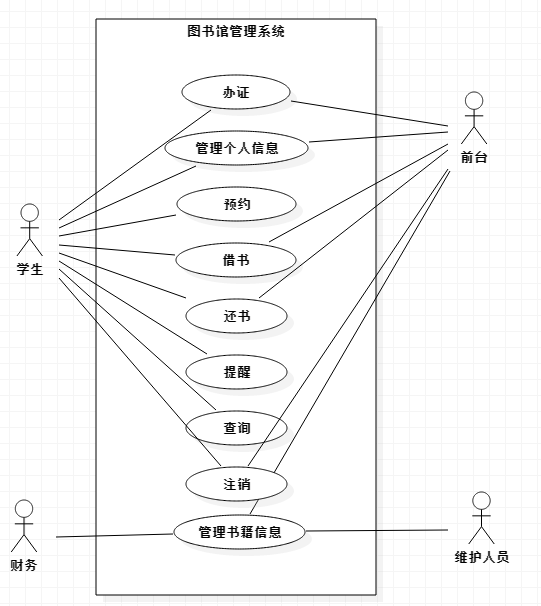 图书馆管理系统
办证
管理个人信息
前台
预约
学生
借书
还书
提醒
查询
注销
管理书籍信息
财务
维护人员